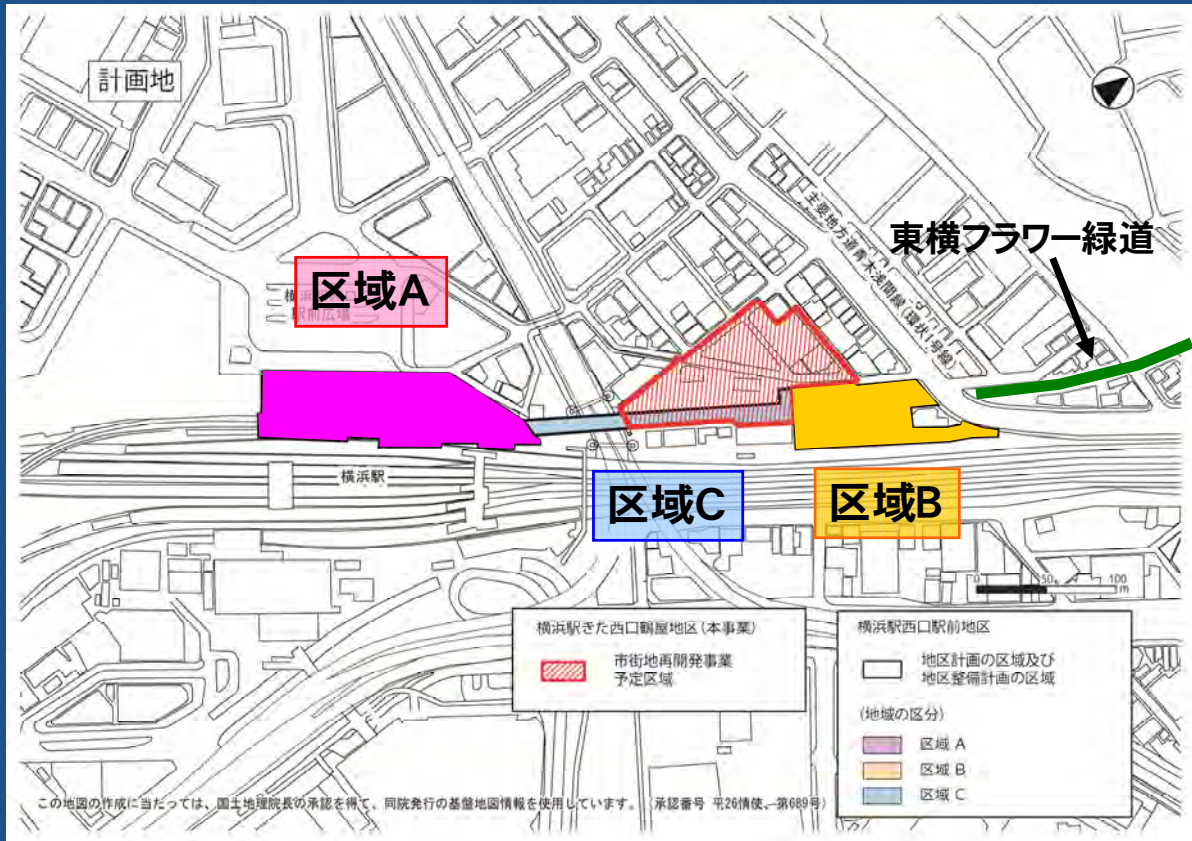 計画地
主要地方道青木浅間線(環状1号線)
東横フラワー緑道
区域A
駅前広場
横浜駅
区域C
区域B
0 50 100
m
横浜駅きた西口鶴屋地区(本事業)
市街地再開発事業
予定区域
横浜駅西口駅前地区
地区計画の区域及び
地区整備計画の区域
(地域の区分)
区域 A
区域 B
区域 C
この地図の作成に当たっては、国土地理院長の承認を得て、同院発行の基盤地図情報を使用しています。(承認番号 平26情使、第689号)